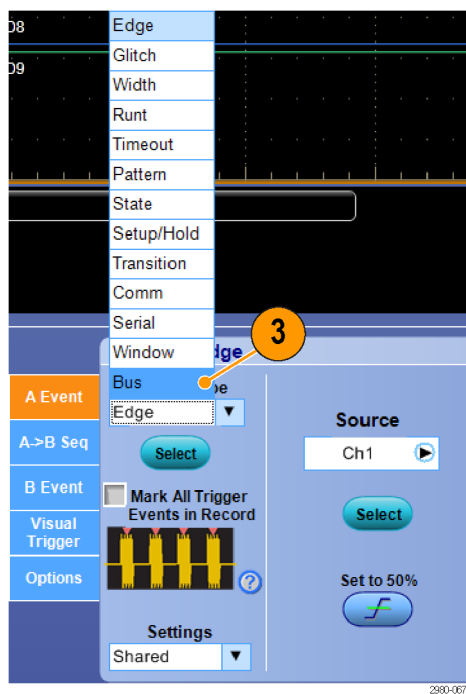 D8
D9
Edge
Glitch
Width
Runt
Timeout
Pattern
State
Setup/Hold
Transition
Comm
Serial
Window
Bus
3
Edge
Select
A Event
A->B Seq
B Event
Visual
Trigger
Options
Mark All Trigger
Events in Record
Settings
Shared
Source
Ch1
Select
Set to 50%
2980-067